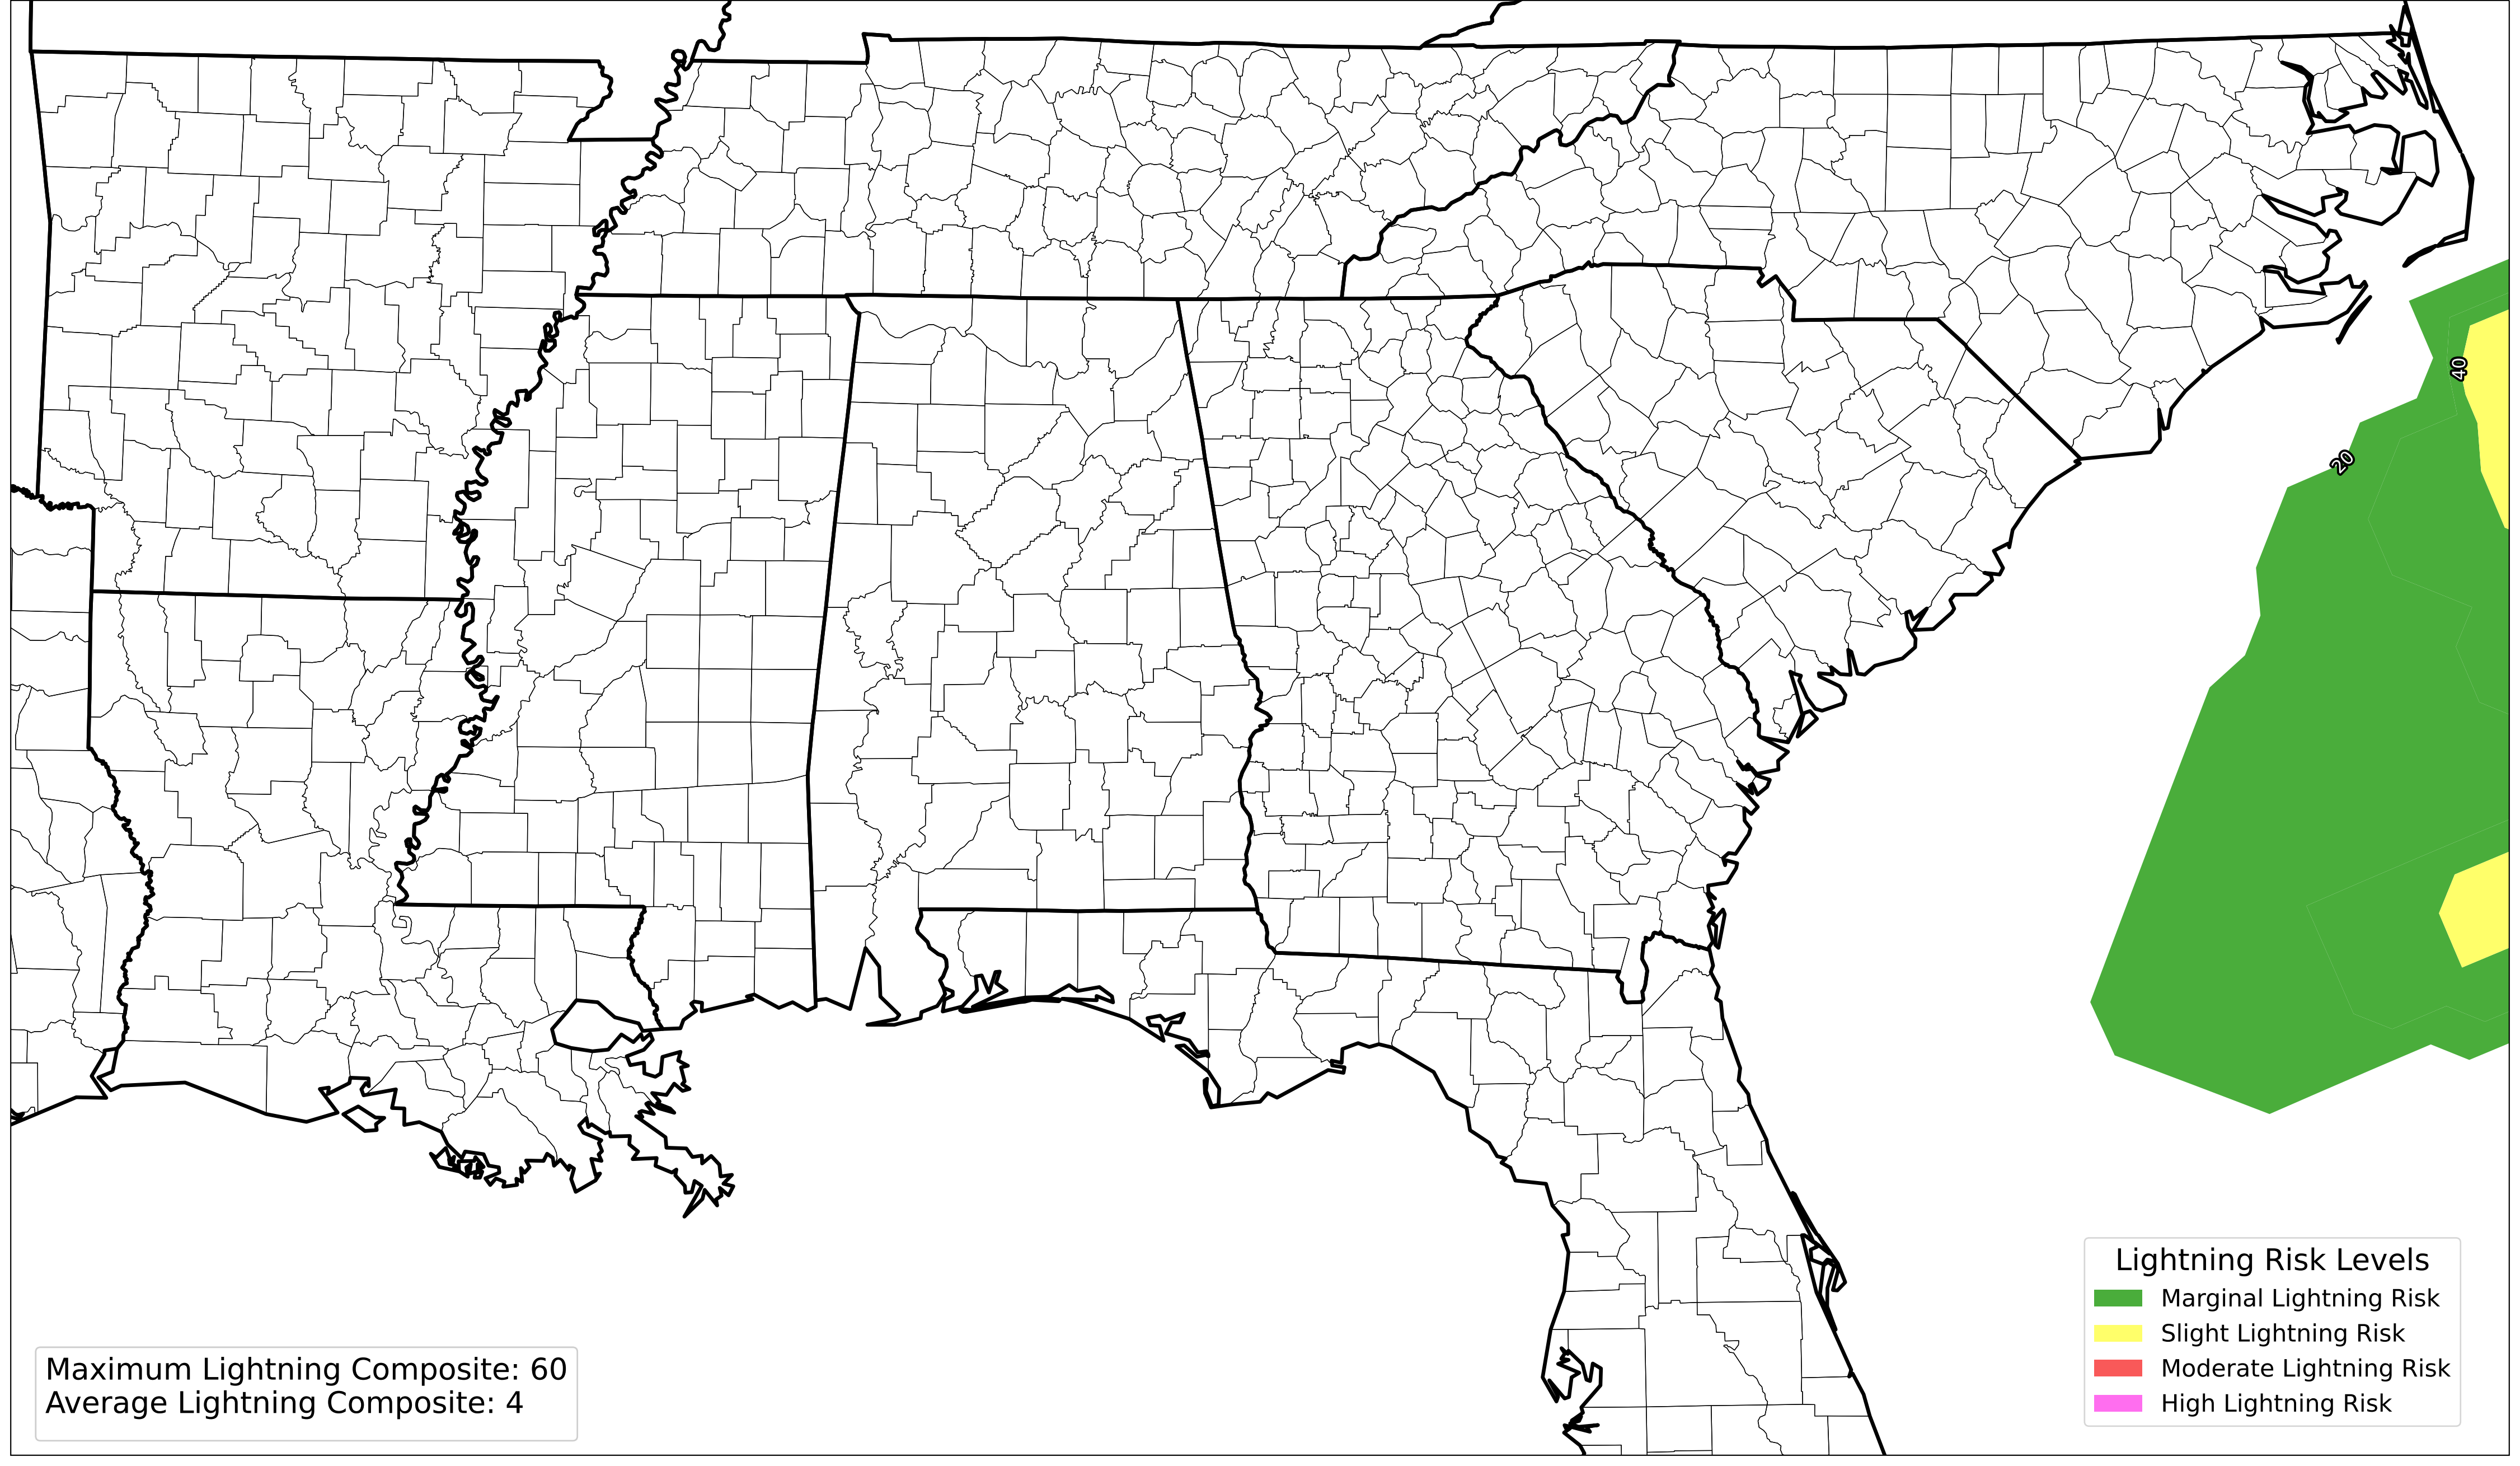 40
20
Lightning Risk Levels
Marginal Lightning Risk
Slight Lightning Risk
Moderate Lightning Risk
High Lightning Risk
Maximum Lightning Composite: 60
Average Lightning Composite: 4